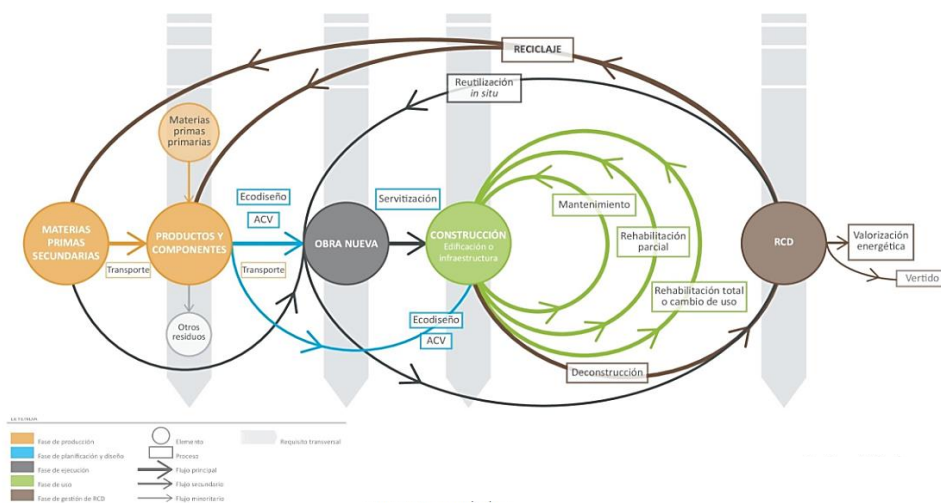 RECICLAJE
Reutilización
in situ
Materias
primas
primarias
Ecodiseño
ACV
Servitización
Mantenimiento
MATERIAS
PRIMAS
SECUNDARIAS
PRODUCTOS Y
COMPONENTES
OBRA NUEVA
CONSTRUCCIÓN
Edificación o
infraestructura
Rehabilitación
parcial
RCD
Valorización
energética
Transporte
Transporte
Vertido
Rehabilitación total
o cambio de uso
Otros
residuos
Ecodiseño
ACV
Deconstrucción
LEYENDA
Fase de producción
Fase de planificación y diseño
Fase de ejecución
Fase de uso
Fase de gestión de RCD
Elemento
Proceso
Flujo principal
Flujo secundario
Flujo minoritario
Requisito transversal